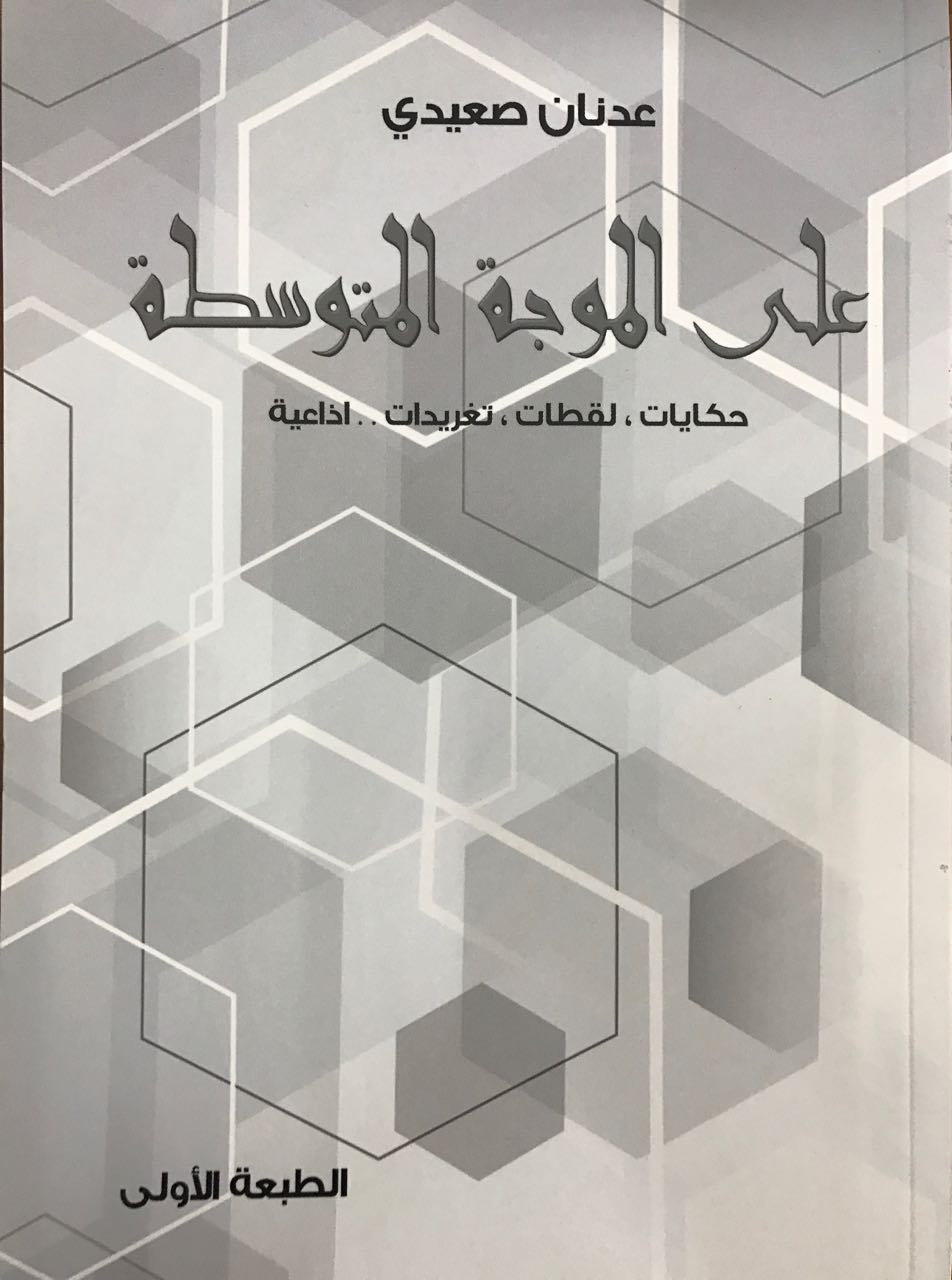 عدنان صعيدي
على الموجة المتوسطة
حكايات ، لقطات ، تغريدات . . اذاعية
الطبعة الأولى